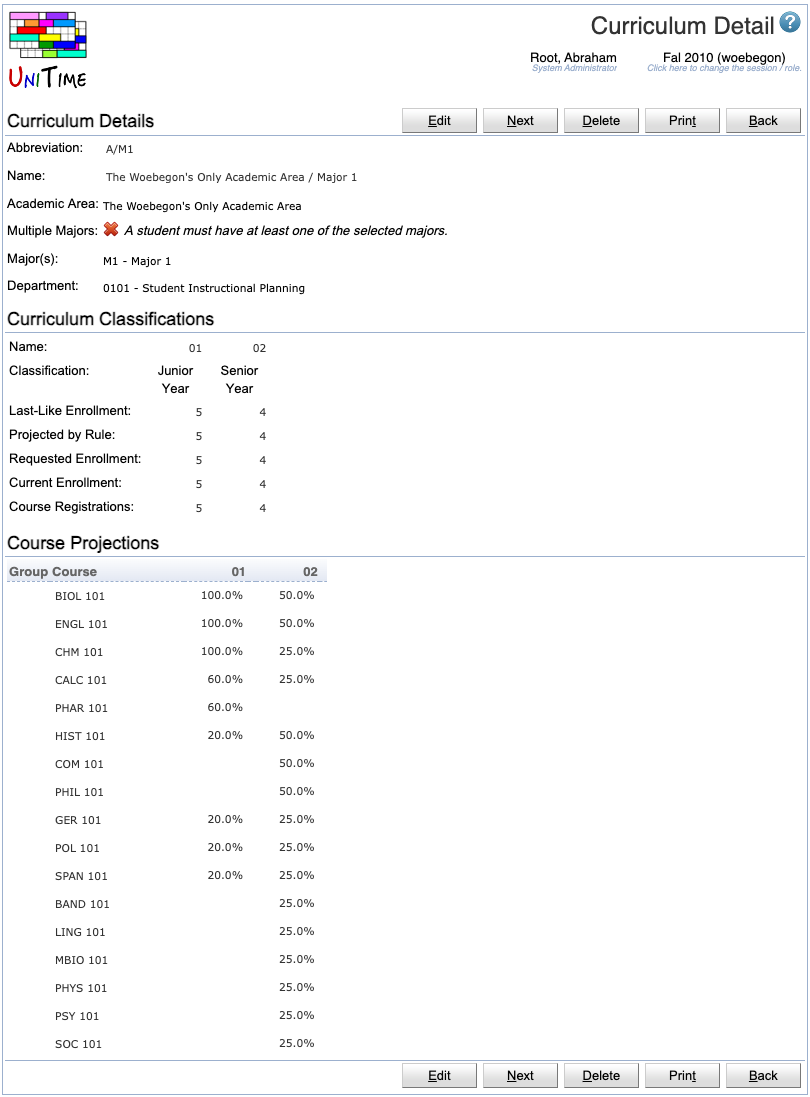 Curriculum Detail ?
UniTime
Root, Abraham Fal 2010 (woebegon)
System Administrator Click here to change the session / role.
Curriculum Details Edit Next Delete Print Back
Abbreviation: A/M1
Name: The Woebegon's Only Academic Area / Major 1
Academic Area: The Woebegon's Only Academic Area
Multiple Majors: A student must have at least one of the selected majors.
Major(s): M1 - Major 1
Department: 0101 - Student Instructional Planning
Curriculum Classifications
Name: 01 02
Classification: Junior Senior
Year Year
Last-Like Enrollment: 5 4
Projected by Rule: 5 4
Requested Enrollment: 5 4
Current Enrollment: 5 4
Course Registrations: 5 4
Course Projections
Group Course 01 02
BIOL 101 100.0% 50.0%
ENGL 101 100.0% 50.0%
CHM 101 100.0% 25.0%
CALC 101 60.0% 25.0%
PHAR 101 60.0%
HIST 101 20.0% 50.0%
COM 101 50.0%
PHIL 101 50.0%
GER 101 20.0% 25.0%
POL 101 20.0% 25.0%
SPAN 101 20.0% 25.0%
BAND 101 25.0%
LING 101 25.0%
MBIO 101 25.0%
PHYS 101 25.0%
PSY 101 25.0%
SOC 101 25.0%
Edit Next Delete Print Back